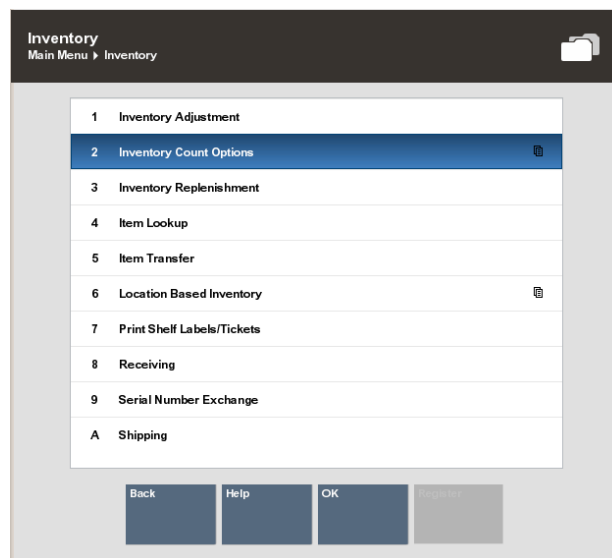 Inventory
Main Menu ▸ Inventory
1 Inventory Adjustment
2 Inventory Count Options
3 Inventory Replenishment
4 Item Lookup
5 Item Transfer
6 Location Based Inventory
7 Print Shelf Labels/Tickets
8 Receiving
9 Serial Number Exchange
A Shipping
Back Help OK Register